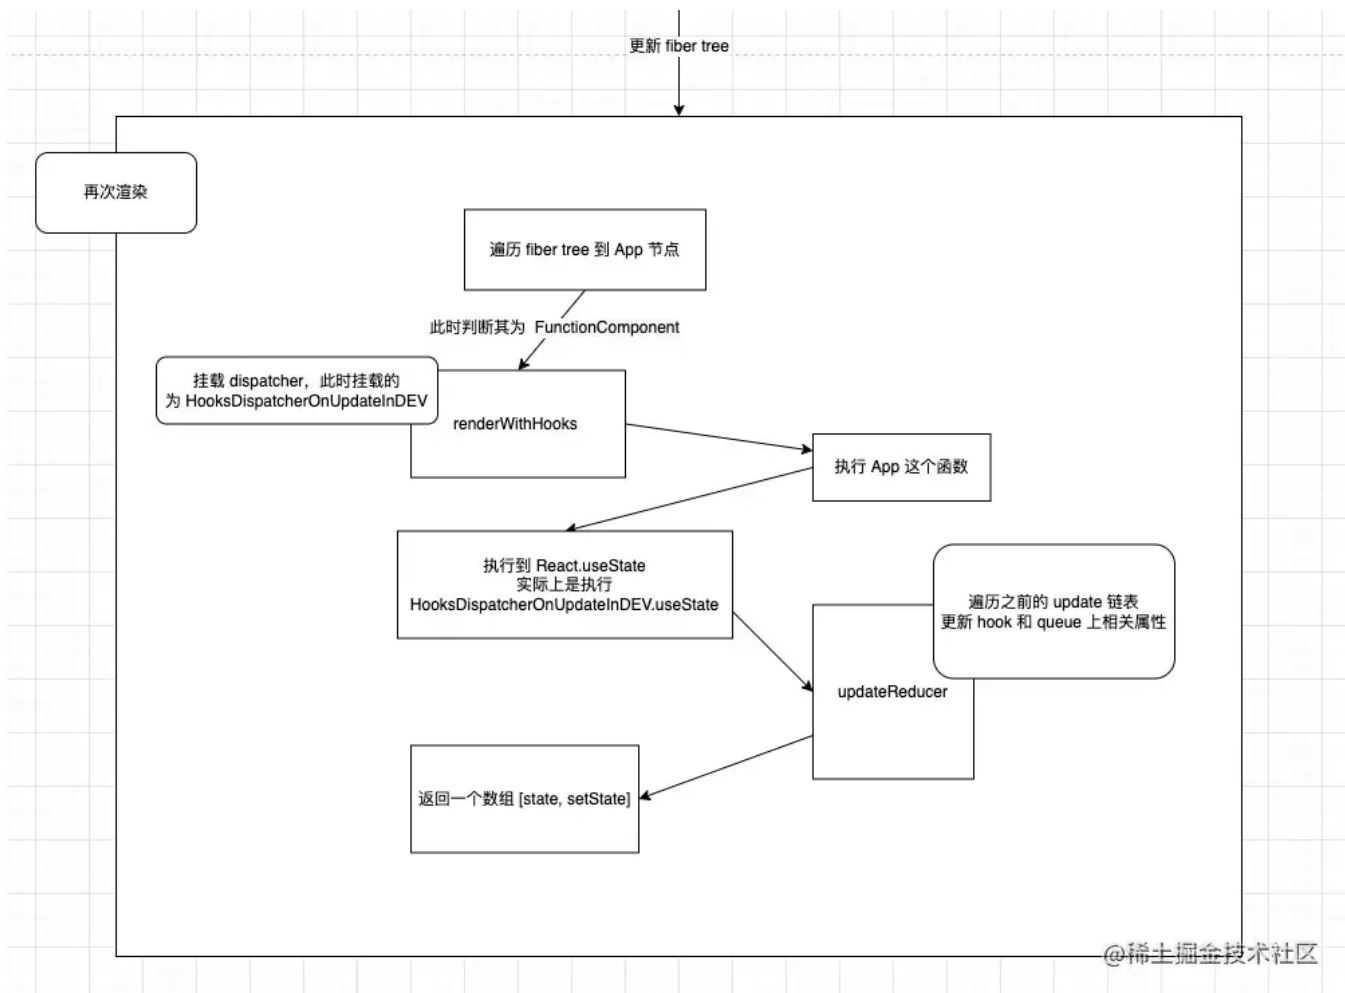 更新 fiber tree
再次渲染
遍历 fiber tree 到 App 节点
此时判断其为 FunctionComponent
挂载 dispatcher，此时挂载的
为 HooksDispatcherOnUpdateInDEV
renderWithHooks
执行 App 这个函数
执行到 React.useState
实际上是执行
HooksDispatcherOnUpdateInDEV.useState
遍历之前的 update 链表
更新 hook 和 queue 上相关属性
updateReducer
返回一个数组 [state, setState]
@稀土掘金技术社区